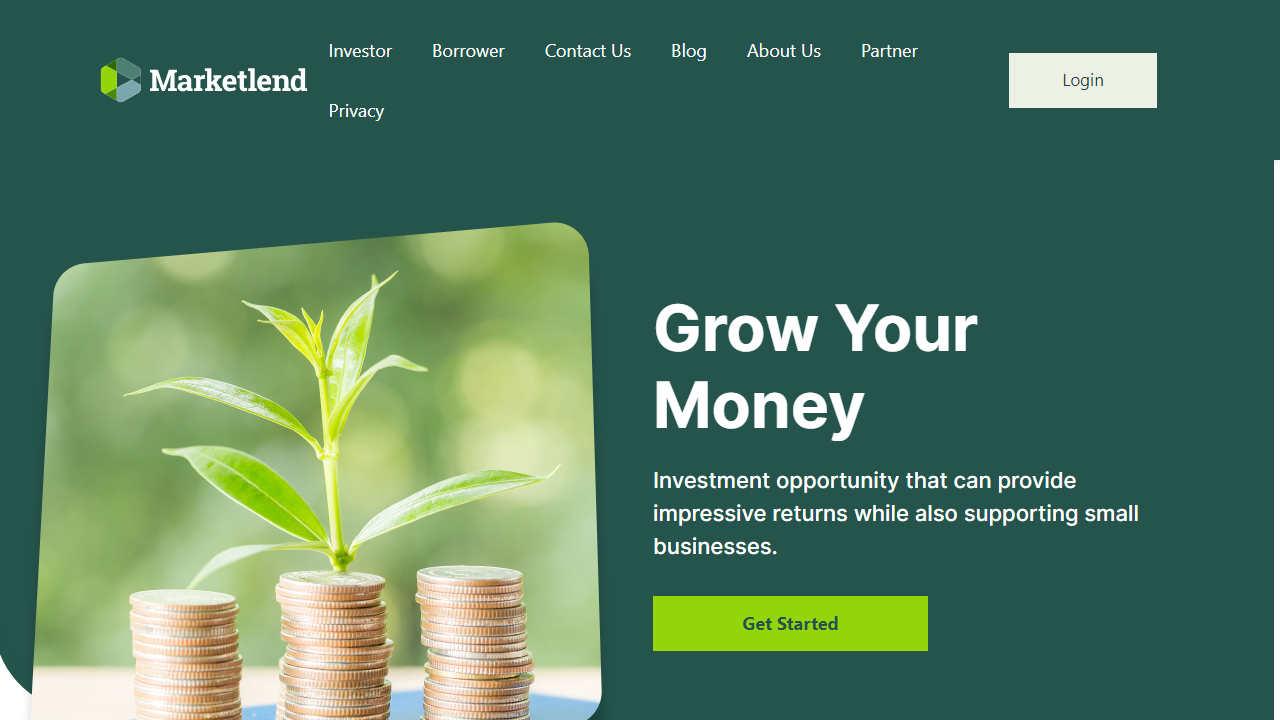 Marketlend
Investor
Borrower
Contact Us
Blog
About Us
Partner
Privacy
Login
Grow Your
Money
Investment opportunity that can provide
impressive returns while also supporting small
businesses.
Get Started